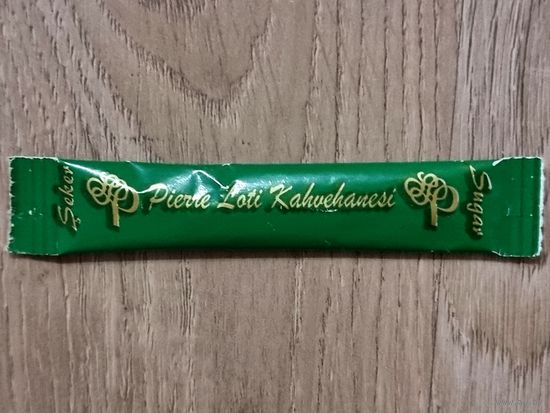 Şeker
Pierre Loti Kahvehanesi
Sugar